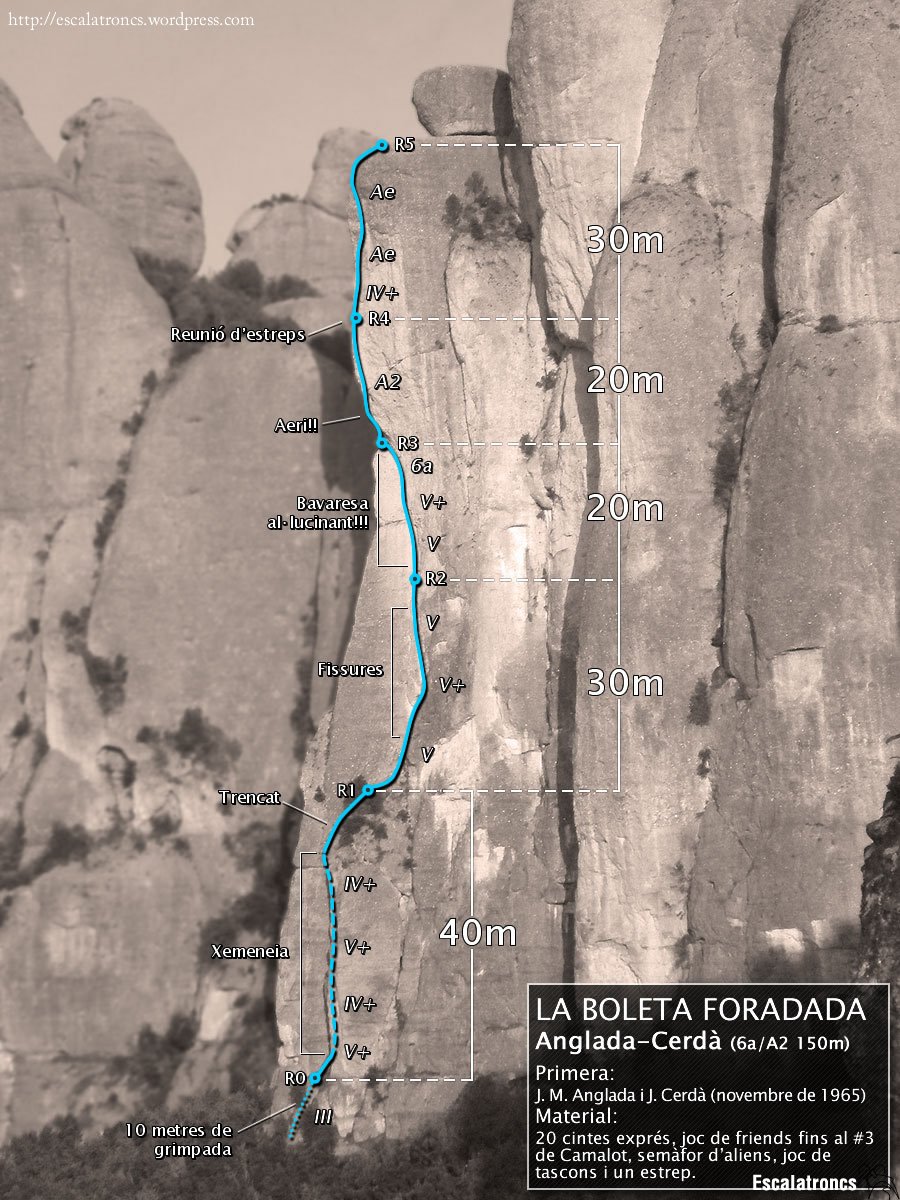 http://escalatroncs.wordpress.com
R5
Ae
30m
Ae
IV+
R4
Reunió d'estreps
20m
A2
Aeri!!
R3
6a
Bavaresa
al·lucinant!!!
V+
20m
V
R2
V
Fissures
V+
30m
V
R1
Trencat
IV+
40m
Xemeneia
V+
IV+
V+
R0
III
10 metres de
grimpada
LA BOLETA FORADADA
Anglada-Cerdà (6a/A2 150m)
Primera:
J. M. Anglada i J. Cerdà (novembre de 1965)
Material:
20 cintes exprés, joc de friends fins al #3
de Camalot, semàfor d'aliens, joc de
tascons i un estrep.
Escalatroncs